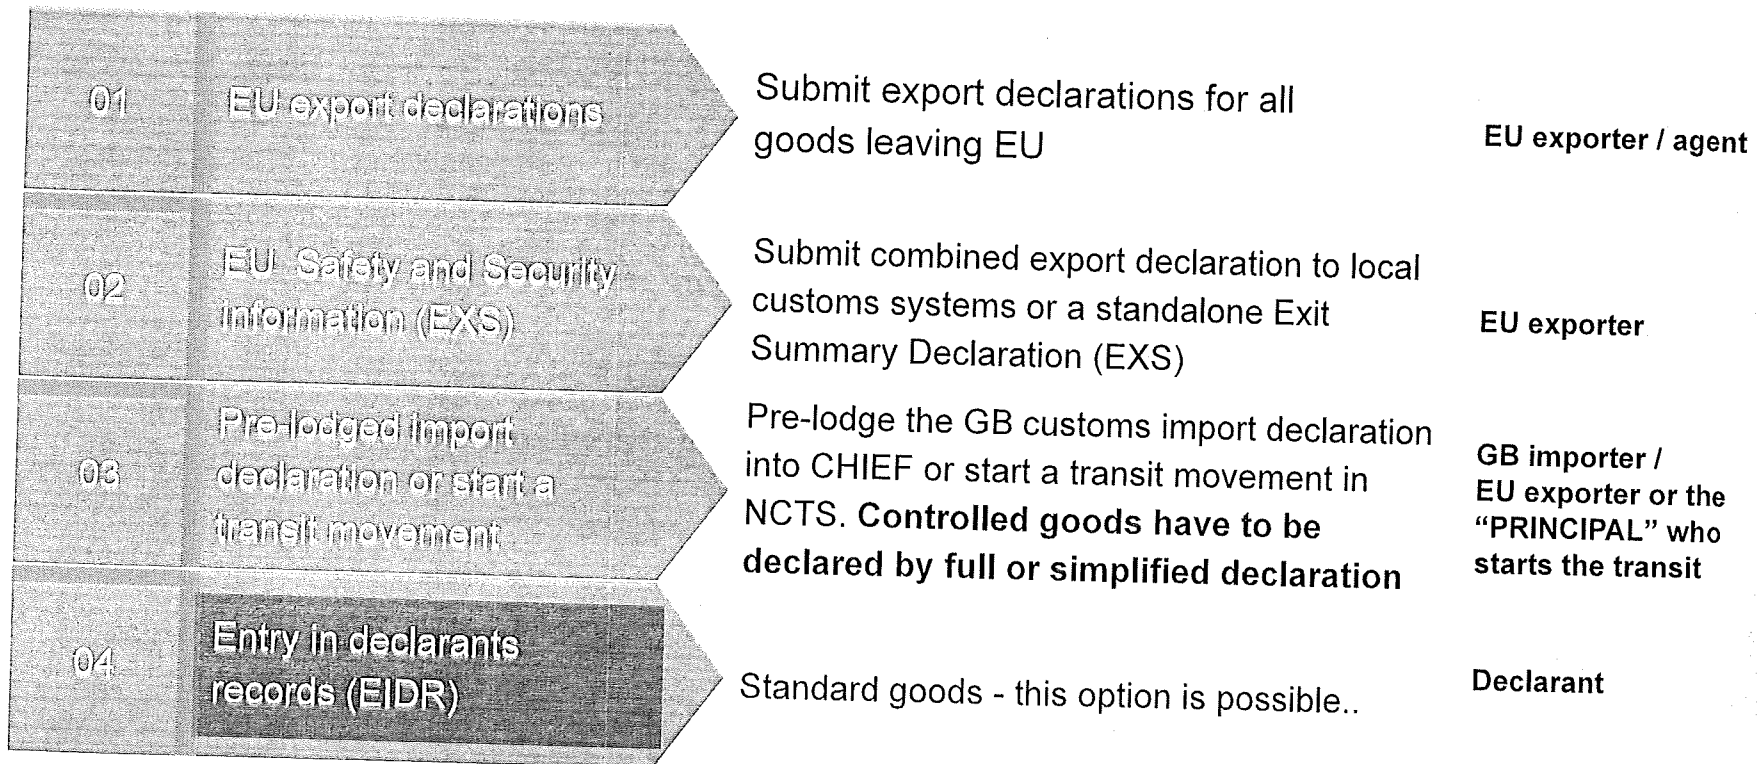 01
EU export declarations
Submit export declarations for all
goods leaving EU
EU exporter / agent
02
EU Safety and Security
Information (EXS)
Submit combined export declaration to local
customs systems or a standalone Exit
Summary Declaration (EXS)
EU exporter
03
Pre-lodged import
declaration or start a
transit movement
Pre-lodge the GB customs import declaration
into CHIEF or start a transit movement in
NCTS. Controlled goods have to be
declared by full or simplified declaration
GB importer /
EU exporter or the
“PRINCIPAL” who
starts the transit
04
Entry in declarants
records (EIDR)
Standard goods - this option is possible..
Declarant